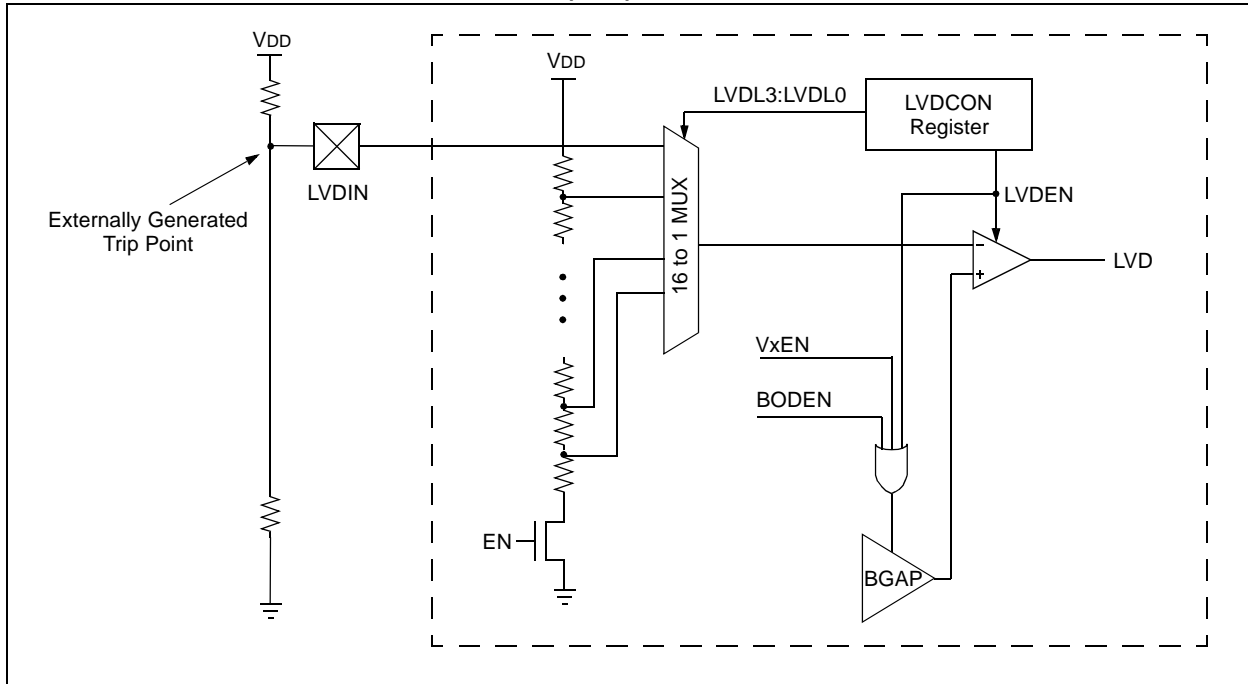 VDD
VDD
LVDL3:LVDL0
LVDCON
Register
LVDIN
16 to 1 MUX
LVDEN
Externally Generated
Trip Point
−
+
LVD
VxEN
BODEN
EN
BGAP